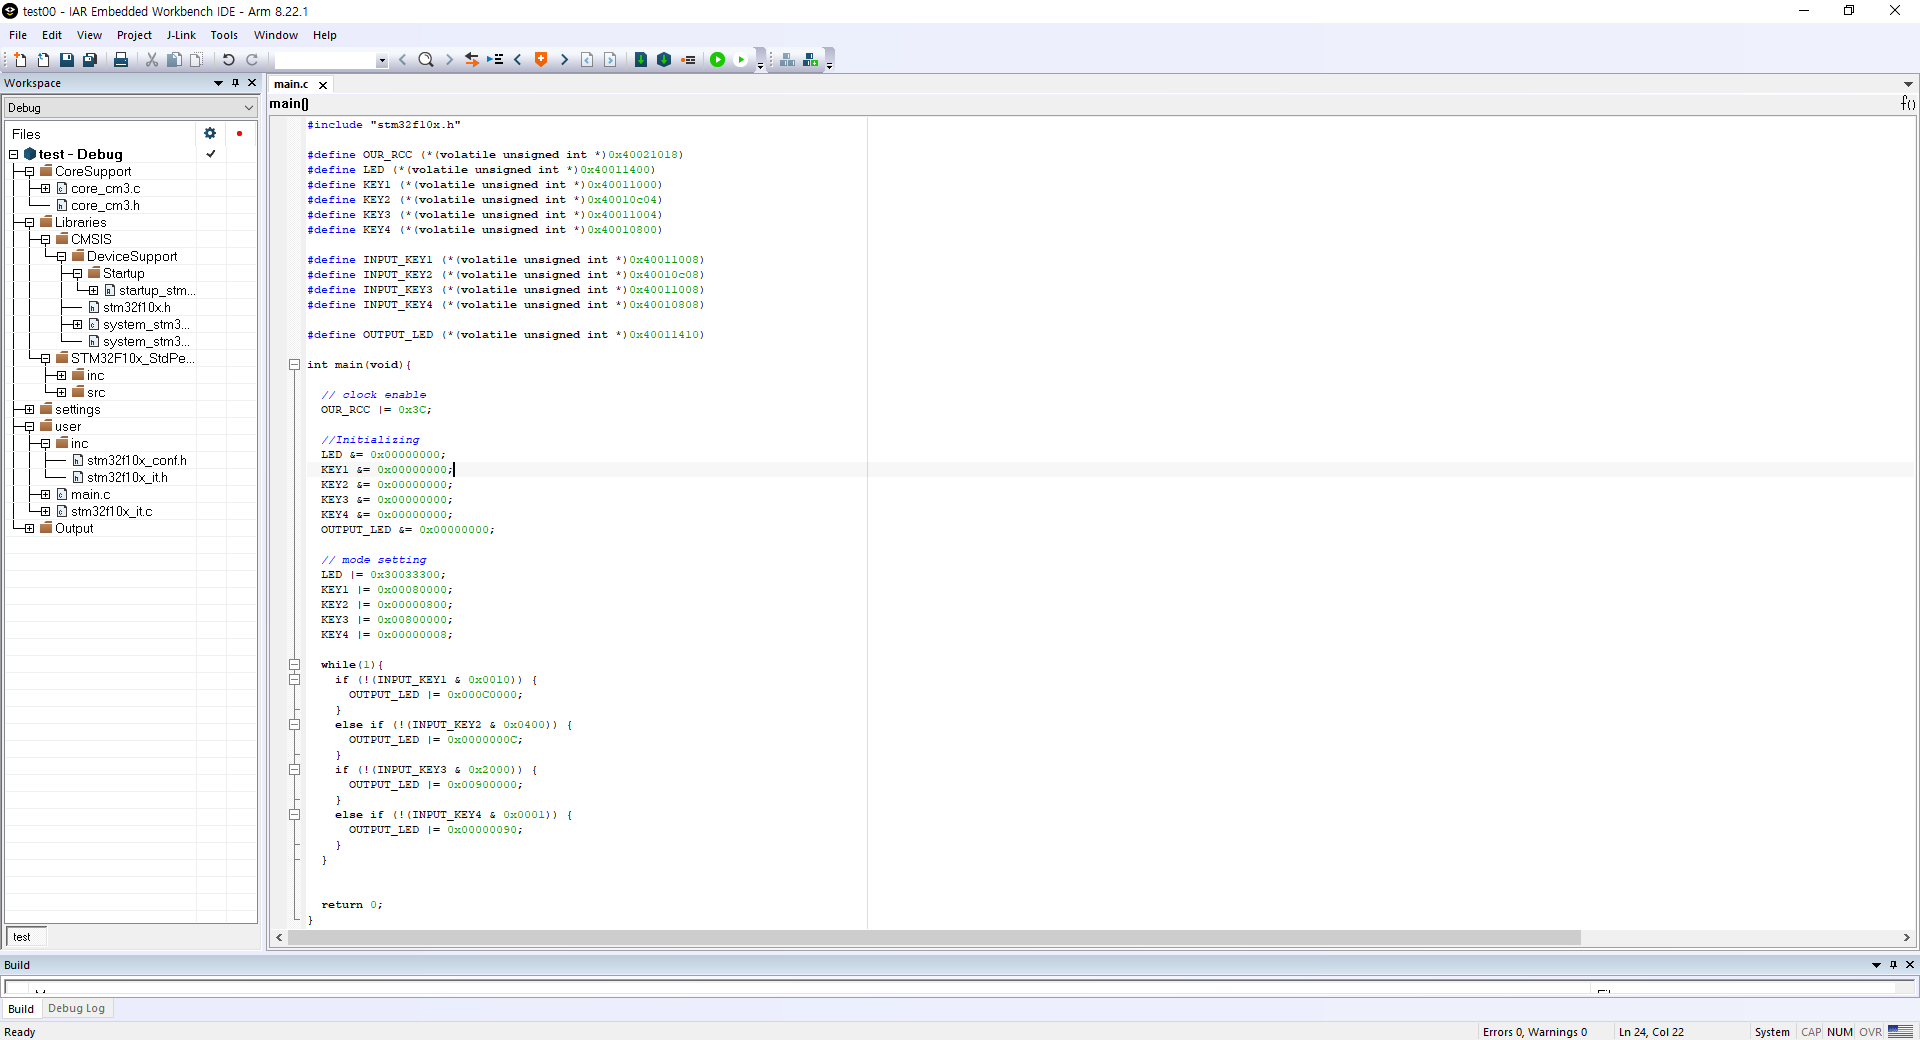 test00 - IAR Embedded Workbench IDE - Arm 8.22.1
File Edit View Project J-Link Tools Window Help
Workspace
Debug
Files
test - Debug
CoreSupport
core_cm3.c
core_cm3.h
Libraries
CMSIS
DeviceSupport
Startup
startup_stm...
stm32f10x.h
system_stm3...
system_stm3...
STM32F10x_StdPe...
inc
src
settings
user
inc
stm32f10x_conf.h
stm32f10x_it.h
main.c
stm32f10x_it.c
Output
test
main.c
main()
f()
#include "stm32f10x.h"
#define OUR_RCC (*(volatile unsigned int *)0x40021018)
#define LED (*(volatile unsigned int *)0x40011400)
#define KEY1 (*(volatile unsigned int *)0x40011000)
#define KEY2 (*(volatile unsigned int *)0x40010c04)
#define KEY3 (*(volatile unsigned int *)0x40011004)
#define KEY4 (*(volatile unsigned int *)0x40010800)
#define INPUT_KEY1 (*(volatile unsigned int *)0x40011008)
#define INPUT_KEY2 (*(volatile unsigned int *)0x40010c08)
#define INPUT_KEY3 (*(volatile unsigned int *)0x40011008)
#define INPUT_KEY4 (*(volatile unsigned int *)0x40010808)
#define OUTPUT_LED (*(volatile unsigned int *)0x40011410)
int main(void){
// clock enable
OUR_RCC |= 0x3C;
//Initializing
LED &= 0x00000000;
KEY1 &= 0x00000000;
KEY2 &= 0x00000000;
KEY3 &= 0x00000000;
KEY4 &= 0x00000000;
OUTPUT_LED &= 0x00000000;
// mode setting
LED |= 0x30033300;
KEY1 |= 0x00080000;
KEY2 |= 0x00000800;
KEY3 |= 0x00800000;
KEY4 |= 0x00000008;
while(1){
if (!(INPUT_KEY1 & 0x0010)) {
OUTPUT_LED |= 0x000C0000;
}
else if (!(INPUT_KEY2 & 0x0400)) {
OUTPUT_LED |= 0x0000000C;
}
if (!(INPUT_KEY3 & 0x2000)) {
OUTPUT_LED |= 0x00900000;
}
else if (!(INPUT_KEY4 & 0x0001)) {
OUTPUT_LED |= 0x00000090;
}
}
return 0;
}
Build
Build Debug Log
Ready
Errors 0, Warnings 0 Ln 24, Col 22 System CAP NUM OVR